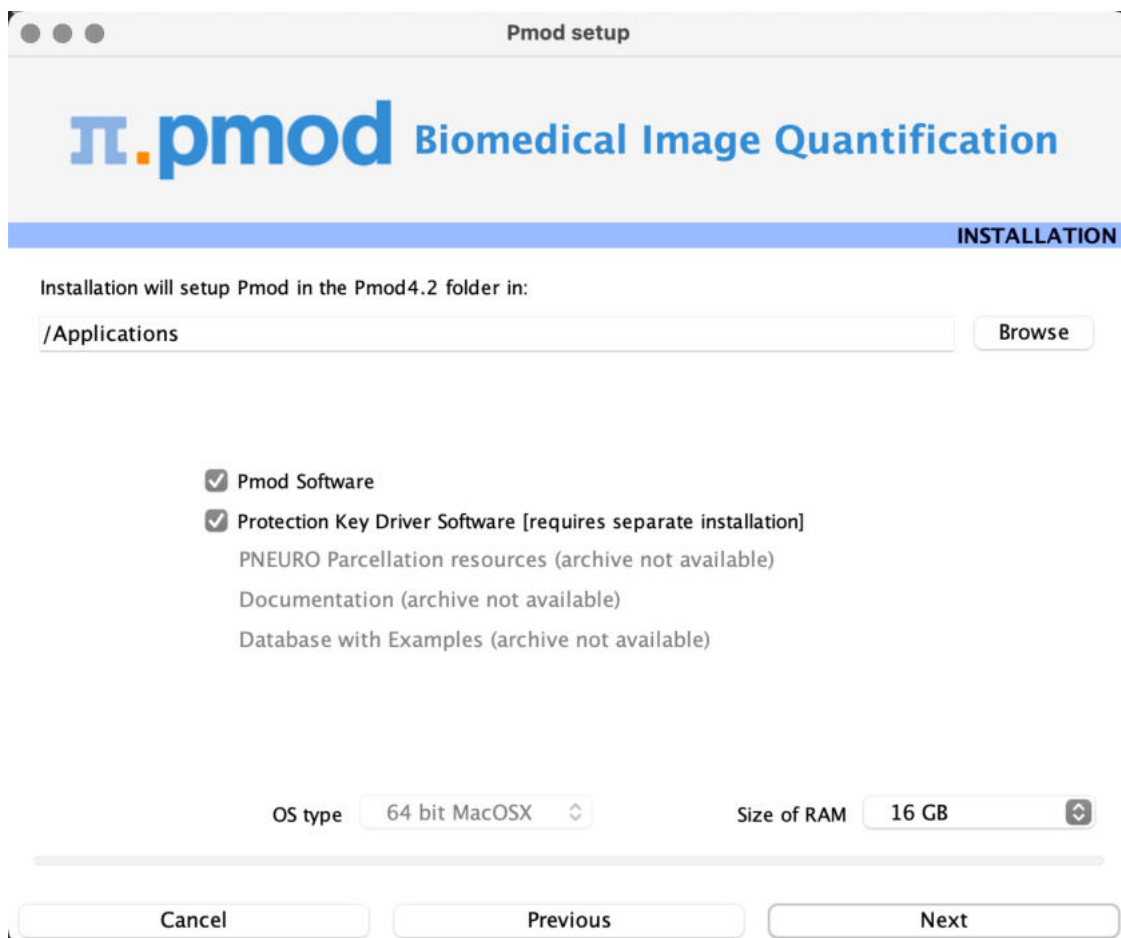 Pmod setup
π.pmod Biomedical Image Quantification
INSTALLATION
Installation will setup Pmod in the Pmod4.2 folder in:
/Applications Browse
Pmod Software
Protection Key Driver Software [requires separate installation]
PNEURO Parcellation resources (archive not available)
Documentation (archive not available)
Database with Examples (archive not available)
OS type 64 bit MacOSX Size of RAM 16 GB
Cancel Previous Next